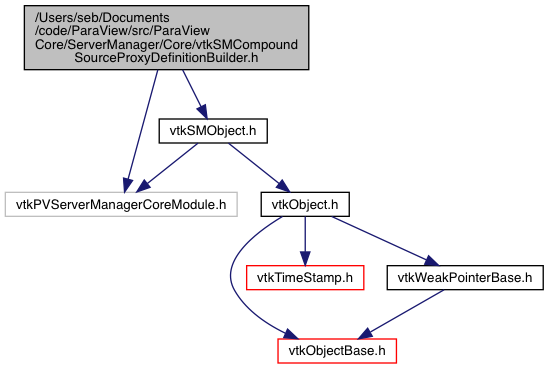 /Users/seb/Documents
/code/ParaView/src/ParaView
Core/ServerManager/Core/vtkSMCompound
SourceProxyDefinitionBuilder.h
vtkSMObject.h
vtkPVServerManagerCoreModule.h
vtkObject.h
vtkTimeStamp.h
vtkWeakPointerBase.h
vtkObjectBase.h